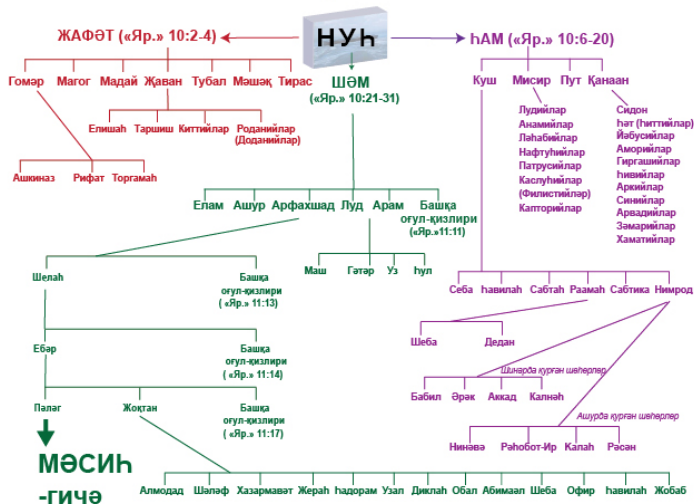 НУҺ
ЖАФӘТ («Яр.» 10:2-4)
ҺАМ («Яр.» 10:6-20)
ШӘМ
(«Яр.» 10:21-31)
Гомәр Магог Мадай Җаван Тубал Мәшәқ Тирас
Елишаһ Таршиш Киттийлар Роданийлар
(Доданийлар)
Ашкиназ Рифат Торгамаһ
Куш Мисир Пут Қанаан
Лудийлар
Анамийлар
Ләһабийлар
Нафтуһийлар
Патрусийлар
Каслуһийлар
(Филистийләр)
Капторийлар
Сидон
Һәт (Һиттийлар)
Йәбусийлар
Аморийлар
Гиргашийлар
Һивийлар
Аркийлар
Синийлар
Арвадийлар
Зәмарийлар
Хаматийлар
Елам Ашур Арфахшад Луд Арам Башқа
оғул-қизлири
(«Яр.»11:11)
Маш Гәтәр Уз Һул
Себа Һавилаһ Сабтаһ Раамаһ Сабтика Нимрод
Шеба Дедан
Шинарда қурған шәһәрләр
Бабил Әрәк Аккад Калнәһ
Ашурда қурған шәһәрләр
Нинәвә Рәһобот-Ир Калаһ Рәсән
Шелаһ Башқа
оғул-қизлири
( «Яр.» 11:13)
Ебәр Башқа
оғул-қизлири
( «Яр.» 11:14)
Пәләг Жоқтан Башқа
оғул-қизлири
( «Яр.» 11:17)
МӘСИҺ
-ГИЧӘ
Алмодад Шәләф Хазармавәт Жераһ Һадорам Узал Диклаһ Обал Абимаәл Шеба Офир Һавилаһ Жобаб